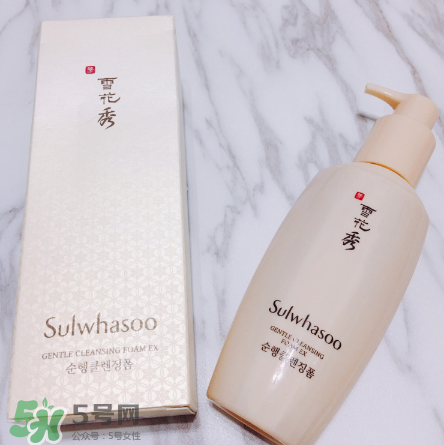 雪花秀
Sulwhasoo
GENTLE CLEANSING FOAM EX
순행클렌징폼
雪花秀
Sulwhasoo
GENTLE CLEANSING
FOAM EX
순행클렌징폼
5号网
公众号：5号女性